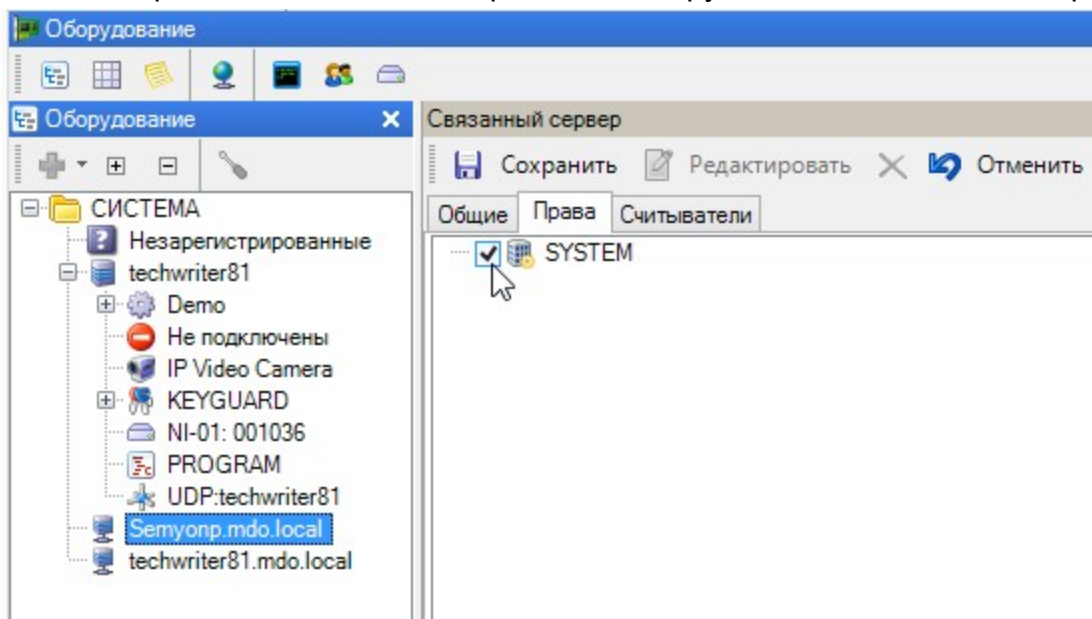 Оборудование
Оборудование
СИСТЕМА
Незарегистрированные
techwriter81
Demo
Не подключены
IP Video Camera
KEYGUARD
NI-01: 001036
PROGRAM
UDP:techwriter81
Semyonp.mdo.local
techwriter81.mdo.local
Связанный сервер
Сохранить Редактировать Отменить
Общие Права Считыватели
SYSTEM